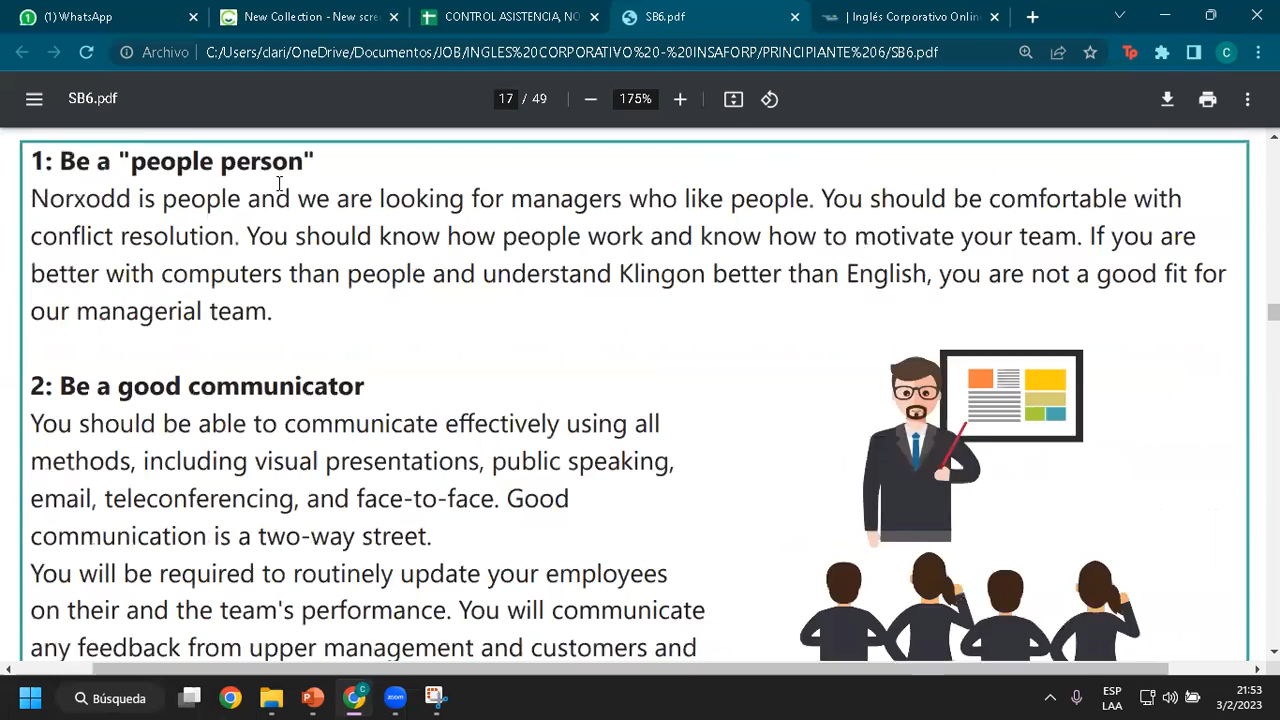 (1) WhatsApp
New Collection - New scre
CONTROL ASISTENCIA, NO
SB6.pdf
| Inglés Corporativo Onlin
Archivo
C:/Users/clari/OneDrive/Documentos/JOB/INGLES%20CORPORATIVO%20-%20INSAFORP/PRINCIPIANTE%206/SB6.pdf
SB6.pdf
17 / 49
175%
1: Be a "people person"
Norxodd is people and we are looking for managers who like people. You should be comfortable with
conflict resolution. You should know how people work and know how to motivate your team. If you are
better with computers than people and understand Klingon better than English, you are not a good fit for
our managerial team.
2: Be a good communicator
You should be able to communicate effectively using all
methods, including visual presentations, public speaking,
email, teleconferencing, and face-to-face. Good
communication is a two-way street.
You will be required to routinely update your employees
on their and the team's performance. You will communicate
any feedback from upper management and customers and
Búsqueda
ESP
LAA
21:53
3/2/2023